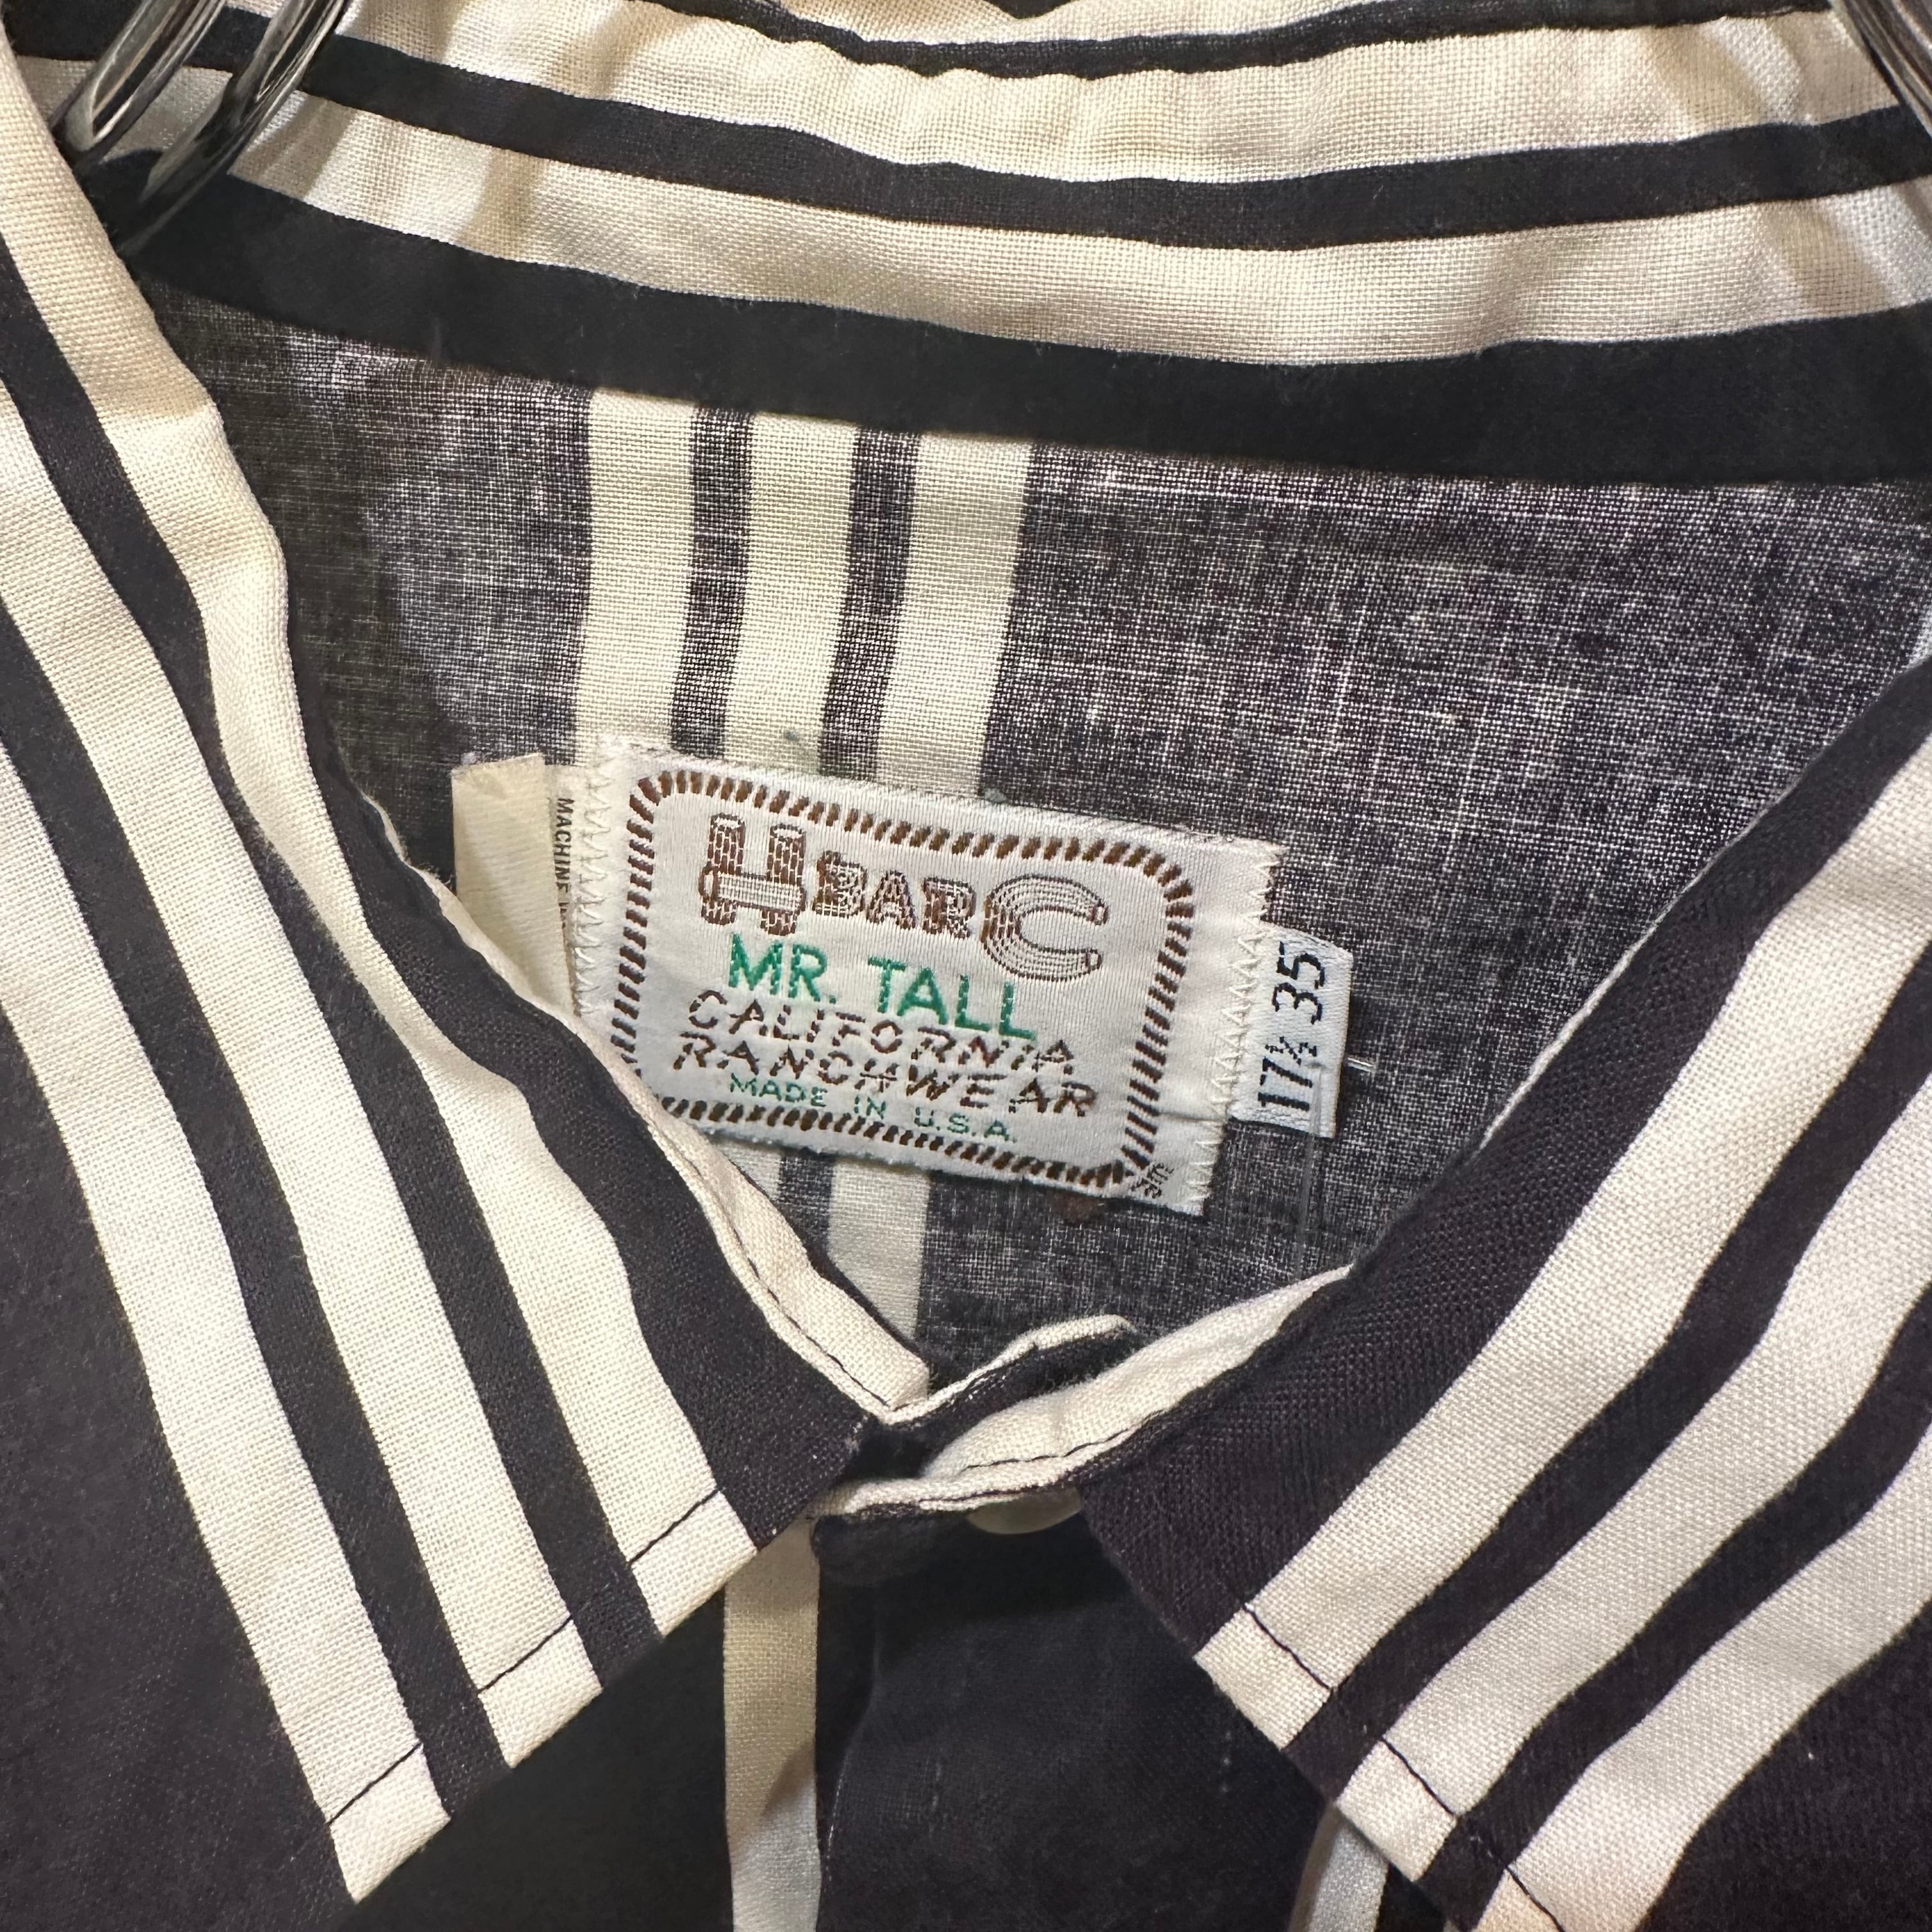 H BAR C
MR. TALL
CALIFORNIA
RANCHWEAR
MADE IN U.S.A.
17½ 35
MACHINE